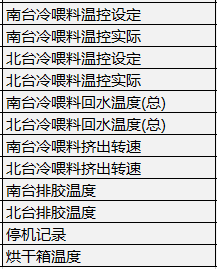 南台冷喂料温控设定
南台冷喂料温控实际
北台冷喂料温控设定
北台冷喂料温控实际
南台冷喂料回水温度(总)
北台冷喂料回水温度(总)
南台冷喂料挤出转速
北台冷喂料挤出转速
南台排胶温度
北台排胶温度
停机记录
烘干箱温度